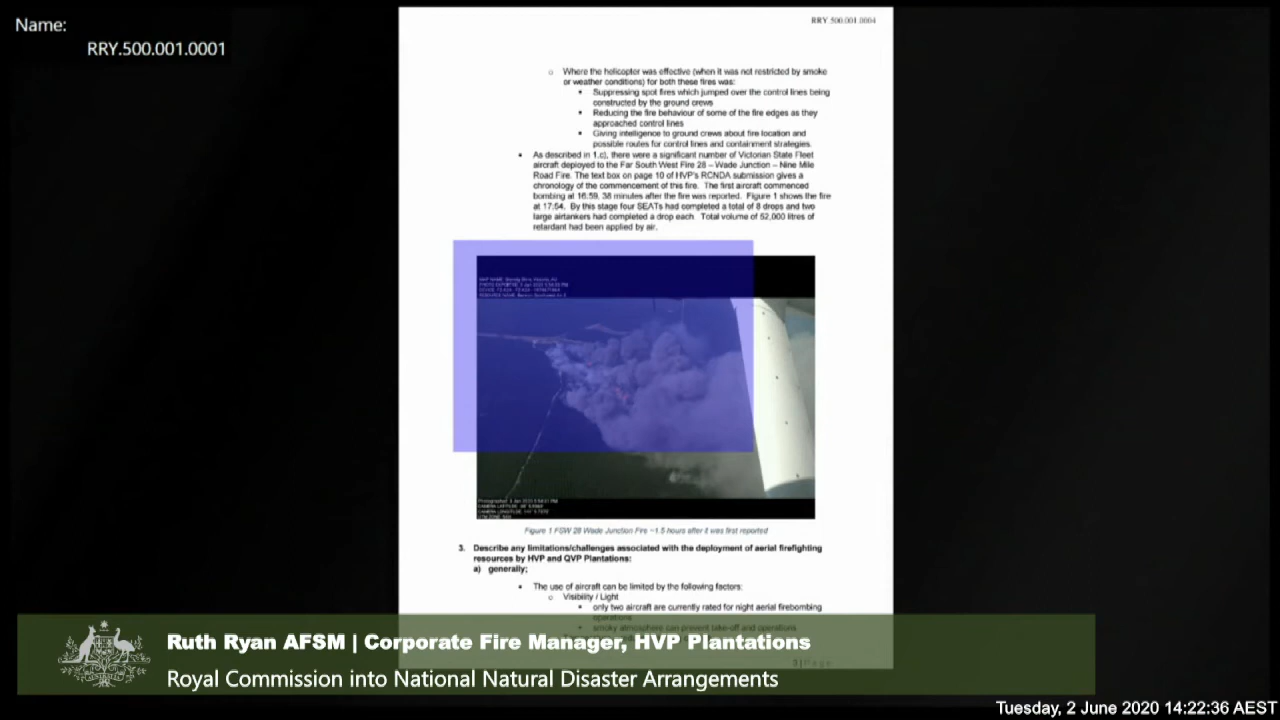 Name:
RRY.500.001.0001
RRY.500.001.0004
o Where the helicopter was effective (when it was not restricted by smoke
or weather conditions) for both these fires was:
▪ Suppressing spot fires which jumped over the control lines being
constructed by the ground crews
▪ Reducing the fire behaviour of some of the fire edges as they
approached control lines
▪ Giving intelligence to ground crews about fire location and
possible routes for control lines and containment strategies.
• As described in 1.c), there were a significant number of Victorian State Fleet
aircraft deployed to the Far South West Fire 28 – Wade Junction – Nine Mile
Road Fire. The text box on page 10 of HVP's RCNDA submission gives a
chronology of the commencement of this fire. The first aircraft commenced
bombing at 16:59, 38 minutes after the fire was reported. Figure 1 shows the fire
at 17:54. By this stage four SEATs had completed a total of 8 drops and two
large airtankers had completed a drop each. Total volume of 52,000 litres of
retardant had been applied by air.
Figure 1 FSW 28 Wade Junction Fire ~1.5 hours after it was first reported
3. Describe any limitations/challenges associated with the deployment of aerial firefighting
resources by HVP and QVP Plantations:
a) generally;
• The use of aircraft can be limited by the following factors:
o Visibility / Light
▪ only two aircraft are currently rated for night aerial firebombing
operations
▪ smoky atmosphere can prevent take-off and operations
Ruth Ryan AFSM | Corporate Fire Manager, HVP Plantations
Royal Commission into National Natural Disaster Arrangements
Tuesday, 2 June 2020 14:22:36 AEST